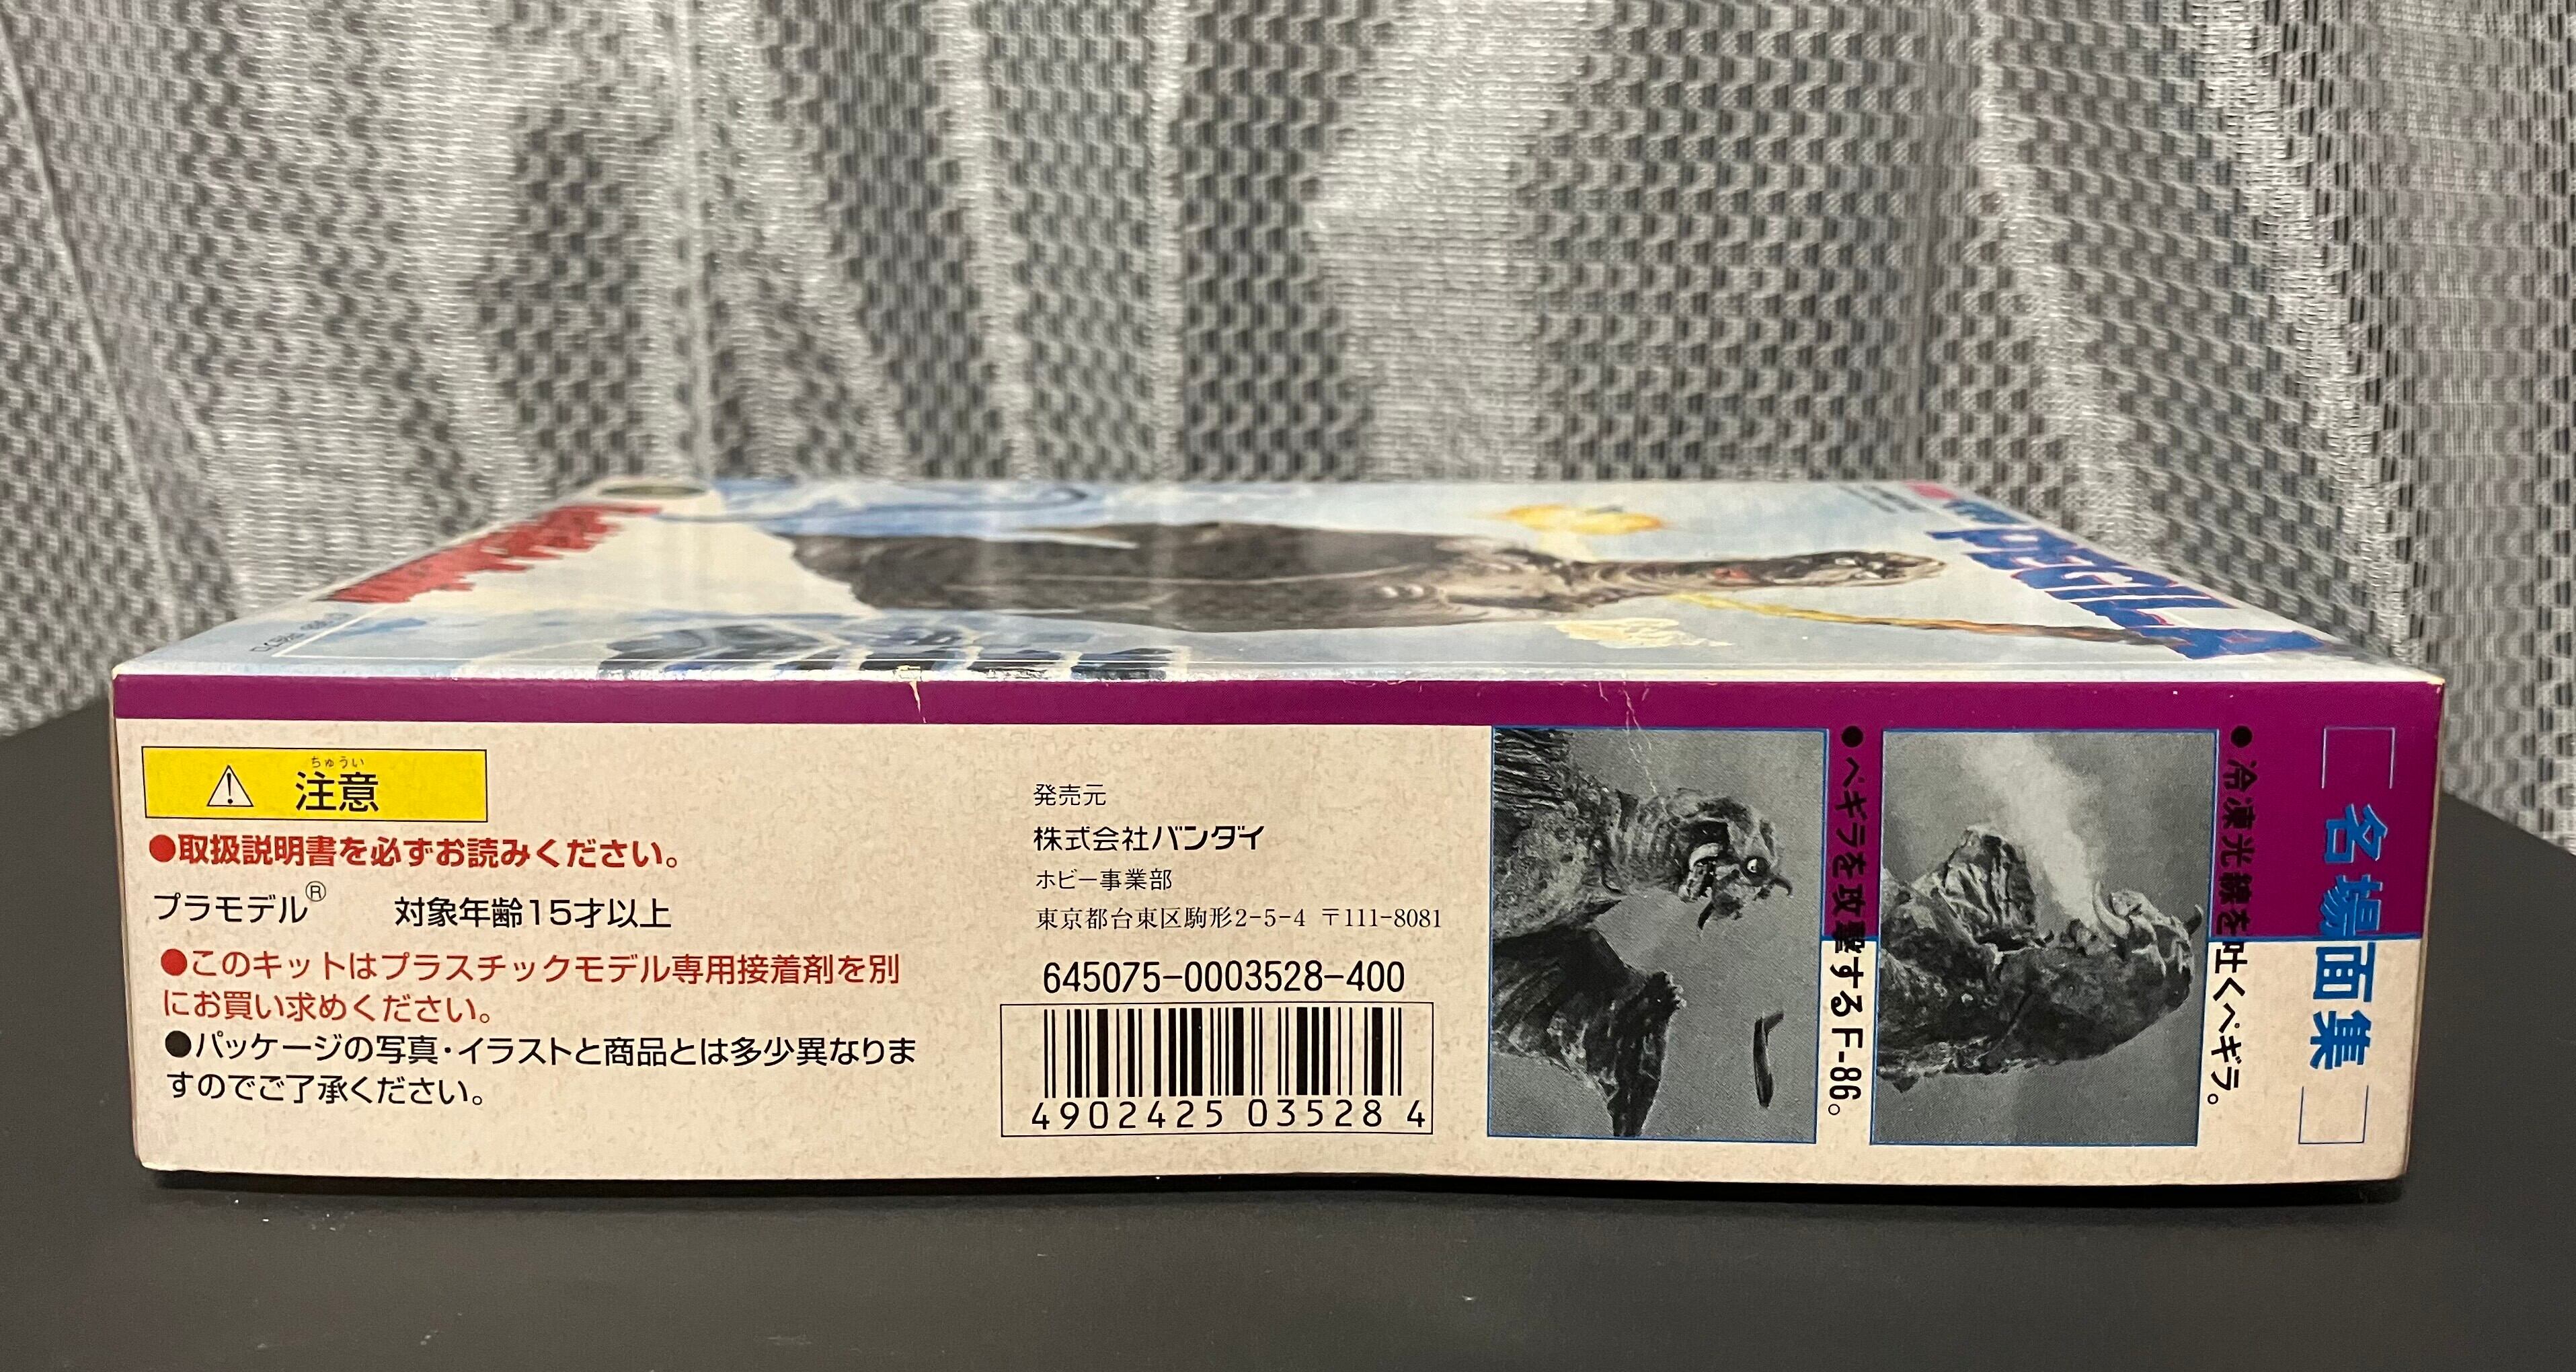 PEGILA
注意
ちゅうい
●取扱説明書を必ずお読みください。
プラモデル® 対象年齢15才以上
●このキットはプラスチックモデル専用接着剤を別
にお買い求めください。
●パッケージの写真・イラストと商品とは多少異なりま
すのでご了承ください。
発売元
株式会社バンダイ
ホビー事業部
東京都台東区駒形2-5-4 〒111-8081
645075-0003528-400
4902425 03528 4
[名場面集]
●冷凍光線を吐くペギラ。
●ペギラを攻撃するF-86。